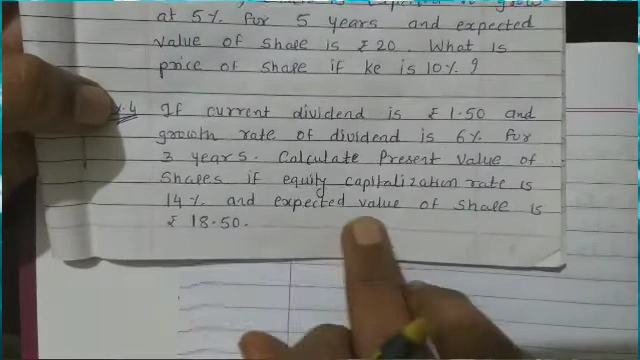 to grow
at 5% for 5 years and expected
value of share is ₹ 20. What is
price of share if ke is 10% ?
If current dividend is ₹ 1.50 and
growth rate of dividend is 6% for
3 years. Calculate Present Value of
shares if equity capitalization rate is
14% and expected value of share is
₹ 18.50.